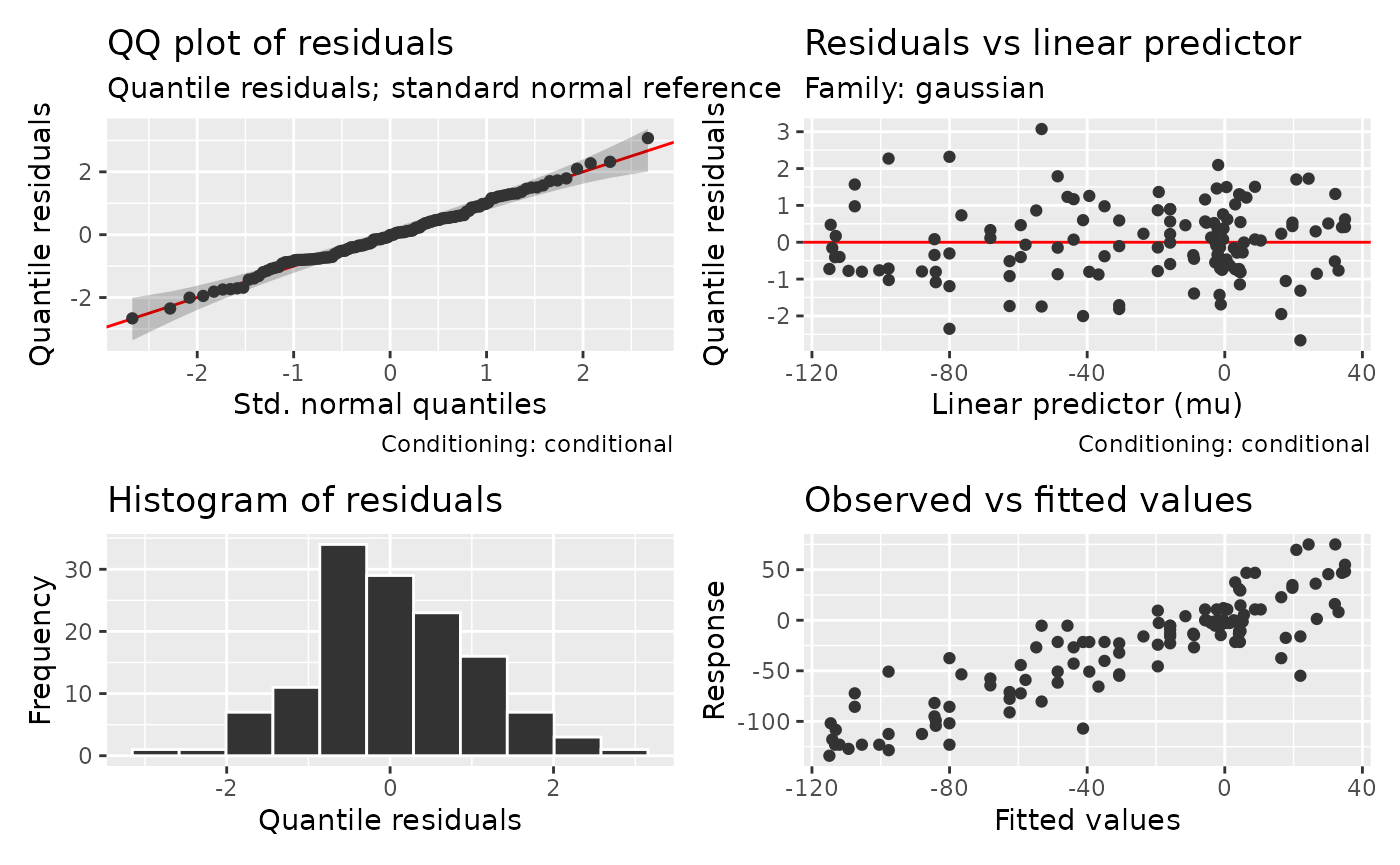 QQ plot of residuals
Quantile residuals; standard normal reference
Quantile residuals
2
0
-2
-2 -1 0 1 2
Std. normal quantiles
Conditioning: conditional
Residuals vs linear predictor
Family: gaussian
Quantile residuals
3
2
1
0
-1
-2
-120 -80 -40 0 40
Linear predictor (mu)
Conditioning: conditional
Histogram of residuals
Frequency
30
20
10
0
-2 0 2
Quantile residuals
Observed vs fitted values
Response
50
0
-50
-100
-120 -80 -40 0 40
Fitted values